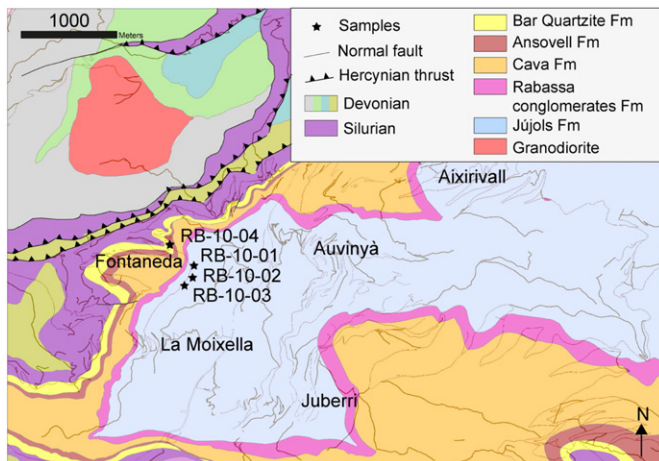 1000
Meters
Samples
Normal fault
Hercynian thrust
Devonian
Silurian
Bar Quartzite Fm
Ansovell Fm
Cava Fm
Rabassa
conglomerates Fm
Jújols Fm
Granodiorite
Aixirivall
RB-10-04
Auvinyà
RB-10-01
Fontaneda
RB-10-02
RB-10-03
La Moixella
Juberri
N